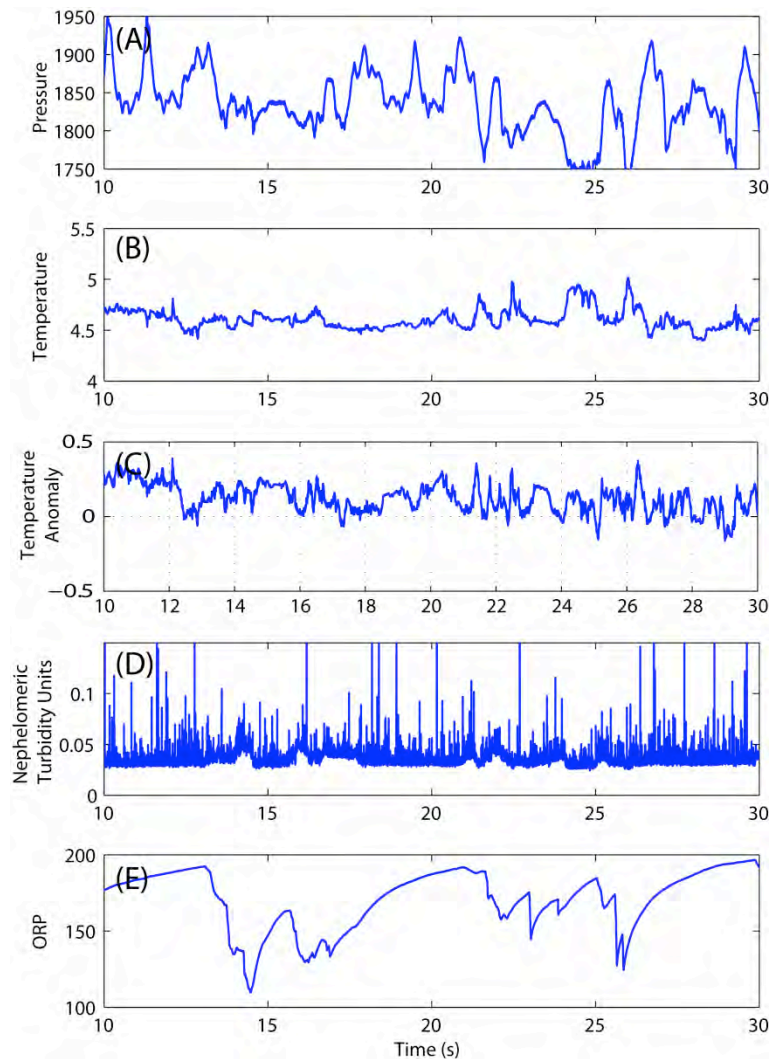 (A)
Pressure
1950
1900
1850
1800
1750
10 15 20 25 30
(B)
Temperature
5.5
5
4.5
4
10 15 20 25 30
(C)
Temperature
Anomaly
0.5
0
−0.5
10 12 14 16 18 20 22 24 26 28 30
(D)
Nephelomeric
Turbidity Units
0.1
0.05
0
10 15 20 25 30
(E)
ORP
200
150
100
10 15 20 25 30
Time (s)